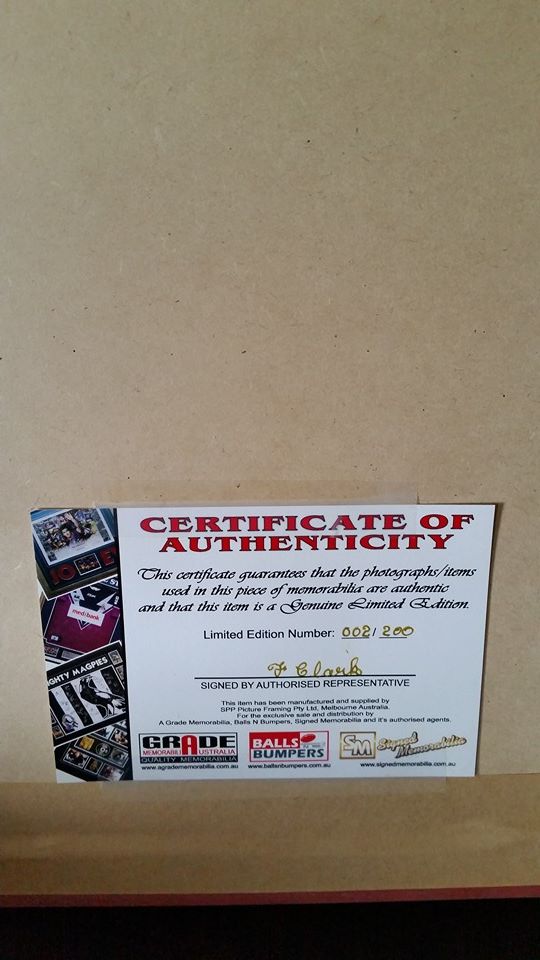 CERTIFICATE OF
AUTHENTICITY
This certificate guarantees that the photographs/items
used in this piece of memorabilia are authentic
and that this item is a Genuine Limited Edition.
Limited Edition Number: 002 / 200
F Clark
SIGNED BY AUTHORISED REPRESENTATIVE
This item has been manufactured and supplied by
SPP Picture Framing Pty Ltd, Melbourne Australia.
For the exclusive sale and distribution by
A Grade Memorabilia, Balls N Bumpers, Signed Memorabilia and it's authorised agents.
GRADE
MEMORABILIA AUSTRALIA
QUALITY MEMORABILIA
www.agradememorabilia.com.au
BALLS
BUMPERS
www.ballsnbumpers.com.au
SM Signed
Memorabilia
www.signedmemorabilia.com.au
medibank
GHTY MAGPIES